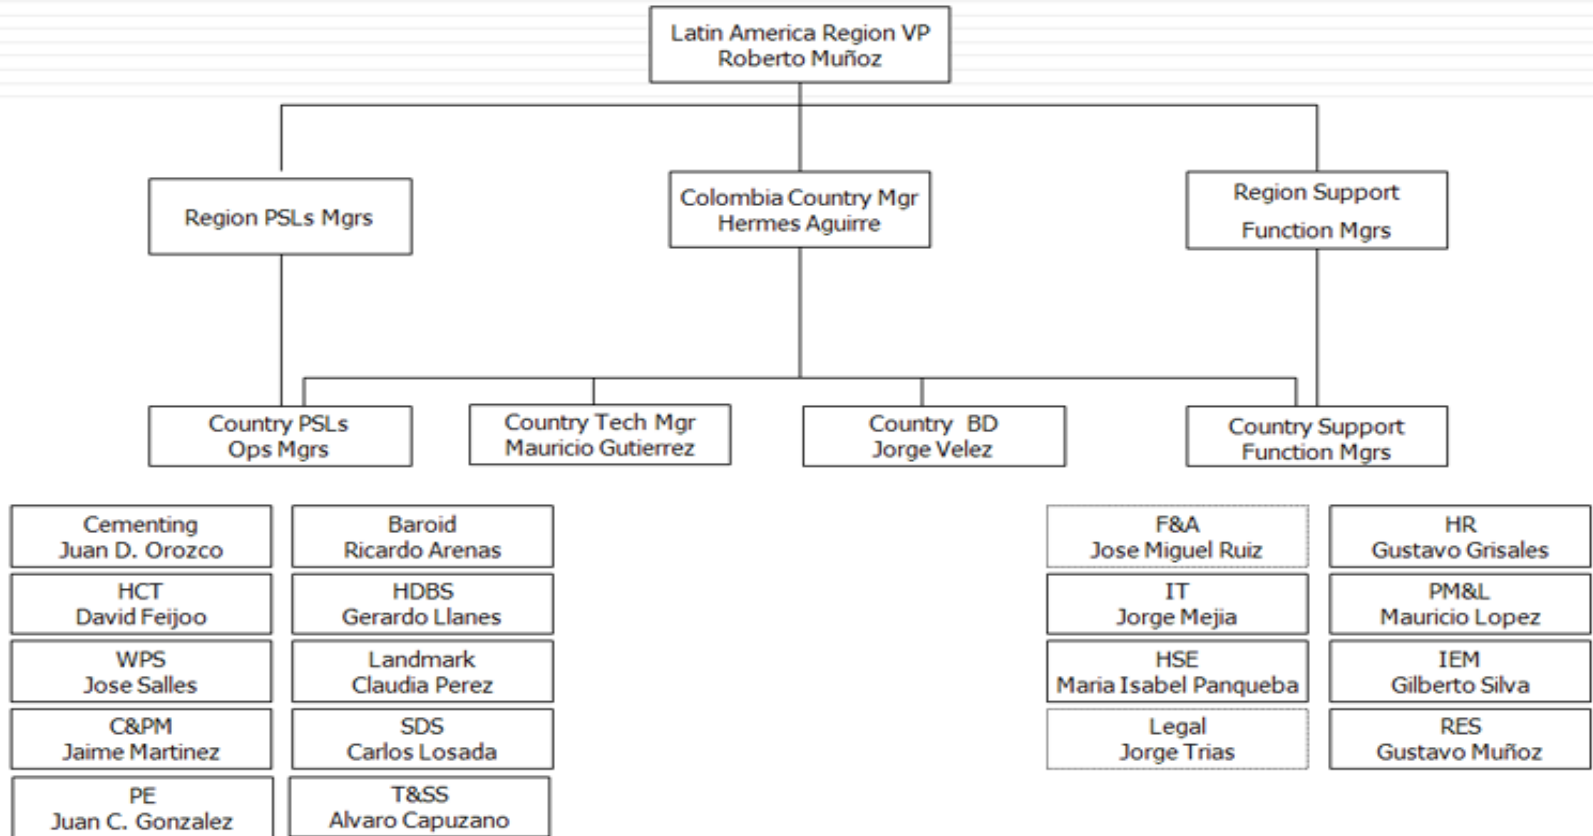 Latin America Region VP
Roberto Muñoz
Region PSLs Mgrs
Colombia Country Mgr
Hermes Aguirre
Region Support
Function Mgrs
Country PSLs
Ops Mgrs
Country Tech Mgr
Mauricio Gutierrez
Country BD
Jorge Velez
Country Support
Function Mgrs
Cementing
Juan D. Orozco
Baroid
Ricardo Arenas
HCT
David Feijoo
HDBS
Gerardo Llanes
WPS
Jose Salles
Landmark
Claudia Perez
C&PM
Jaime Martinez
SDS
Carlos Losada
PE
Juan C. Gonzalez
T&SS
Alvaro Capuzano
F&A
Jose Miguel Ruiz
HR
Gustavo Grisales
IT
Jorge Mejia
PM&L
Mauricio Lopez
HSE
Maria Isabel Panqueba
IEM
Gilberto Silva
Legal
Jorge Trias
RES
Gustavo Muñoz